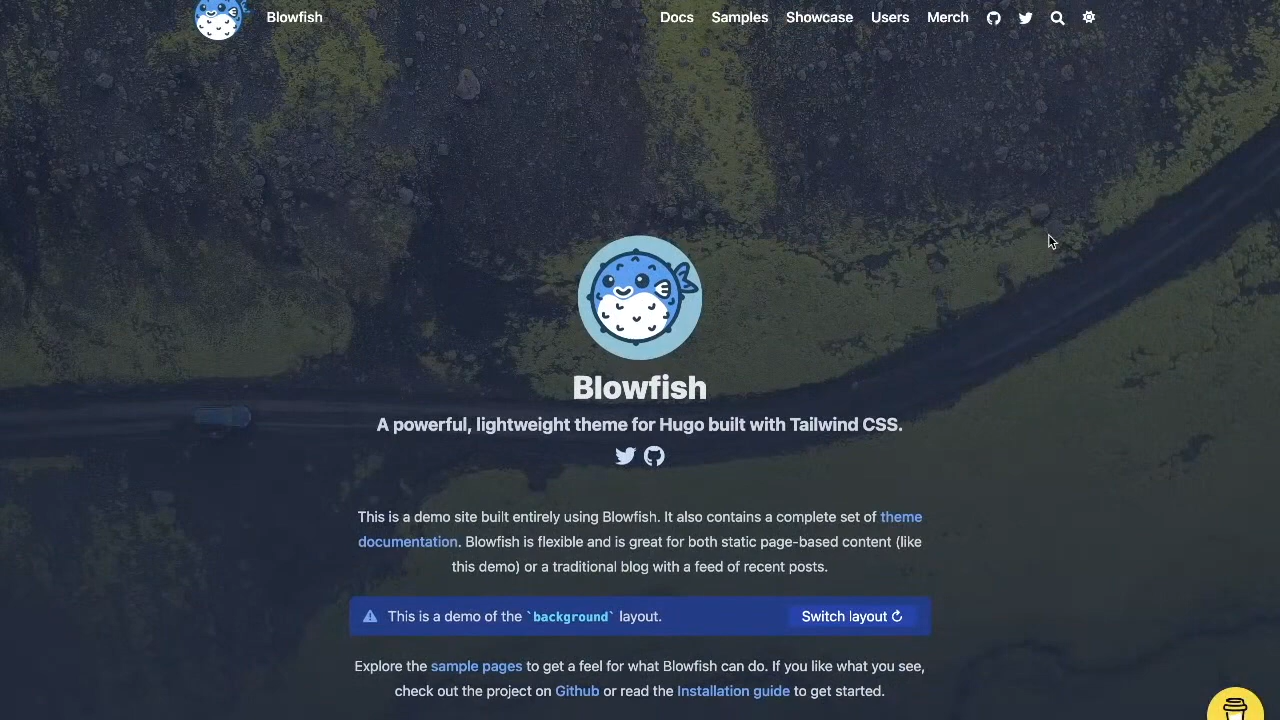 Blowfish
Docs Samples Showcase Users Merch
Blowfish
A powerful, lightweight theme for Hugo built with Tailwind CSS.
This is a demo site built entirely using Blowfish. It also contains a complete set of theme
documentation. Blowfish is flexible and is great for both static page-based content (like
this demo) or a traditional blog with a feed of recent posts.
This is a demo of the `background` layout. Switch layout
Explore the sample pages to get a feel for what Blowfish can do. If you like what you see,
check out the project on Github or read the Installation guide to get started.